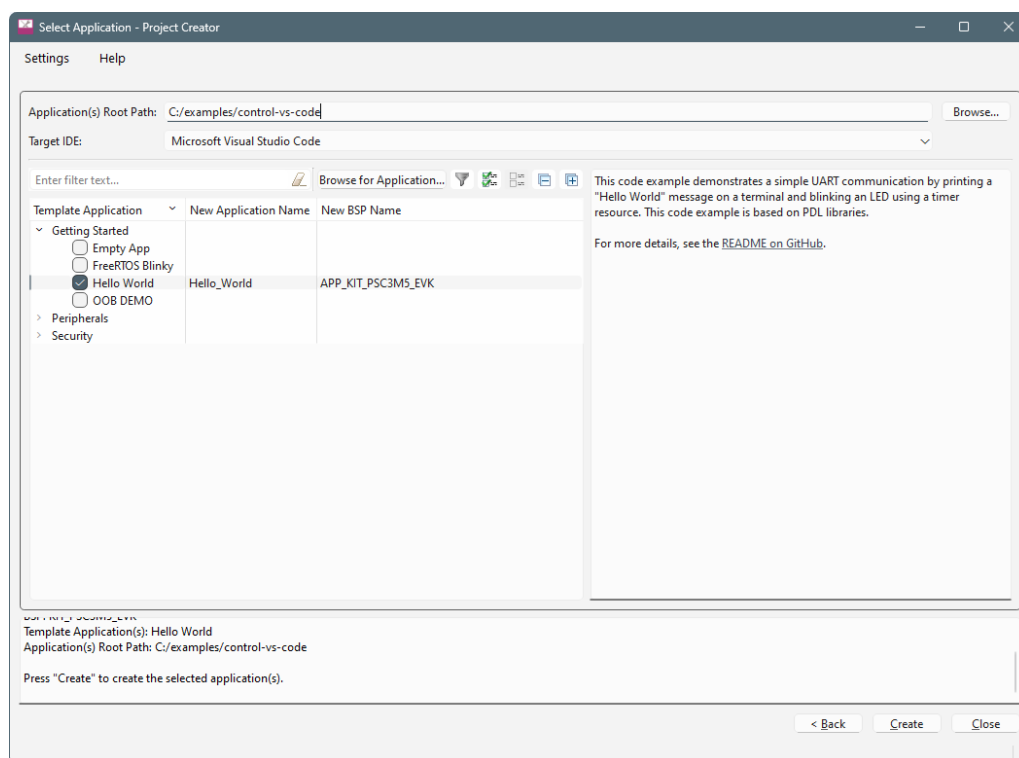 Select Application - Project Creator
Settings Help
Application(s) Root Path: C:/examples/control-vs-code
Browse...
Target IDE: Microsoft Visual Studio Code
Enter filter text...
Browse for Application...
Template Application New Application Name New BSP Name
Getting Started
Empty App
FreeRTOS Blinky
Hello World Hello_World APP_KIT_PSC3M5_EVK
OOB DEMO
Peripherals
Security
This code example demonstrates a simple UART communication by printing a
"Hello World" message on a terminal and blinking an LED using a timer
resource. This code example is based on PDL libraries.
For more details, see the README on GitHub.
BSP: KIT_PSC3M5_EVK
Template Application(s): Hello World
Application(s) Root Path: C:/examples/control-vs-code
Press "Create" to create the selected application(s).
< Back Create Close